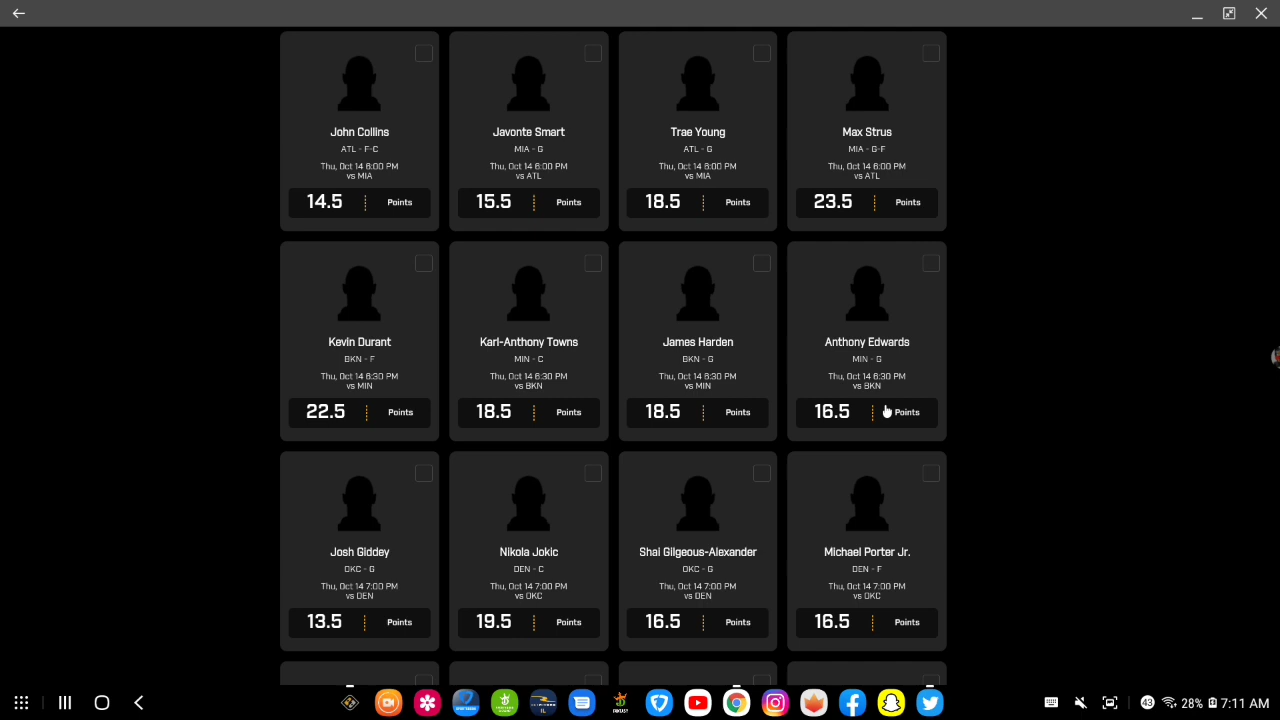 John Collins
ATL - F-C
Thu, Oct 14 6:00 PM
vs MIA
14.5 Points
Javonte Smart
MIA - G
Thu, Oct 14 6:00 PM
vs ATL
15.5 Points
Trae Young
ATL - G
Thu, Oct 14 6:00 PM
vs MIA
18.5 Points
Max Strus
MIA - G-F
Thu, Oct 14 6:00 PM
vs ATL
23.5 Points
Kevin Durant
BKN - F
Thu, Oct 14 6:30 PM
vs MIN
22.5 Points
Karl-Anthony Towns
MIN - C
Thu, Oct 14 6:30 PM
vs BKN
18.5 Points
James Harden
BKN - G
Thu, Oct 14 6:30 PM
vs MIN
18.5 Points
Anthony Edwards
MIN - G
Thu, Oct 14 6:30 PM
vs BKN
16.5 Points
Josh Giddey
OKC - G
Thu, Oct 14 7:00 PM
vs DEN
13.5 Points
Nikola Jokic
DEN - C
Thu, Oct 14 7:00 PM
vs OKC
19.5 Points
Shai Gilgeous-Alexander
OKC - G
Thu, Oct 14 7:00 PM
vs DEN
16.5 Points
Michael Porter Jr.
DEN - F
Thu, Oct 14 7:00 PM
vs OKC
16.5 Points
43 28% 7:11 AM